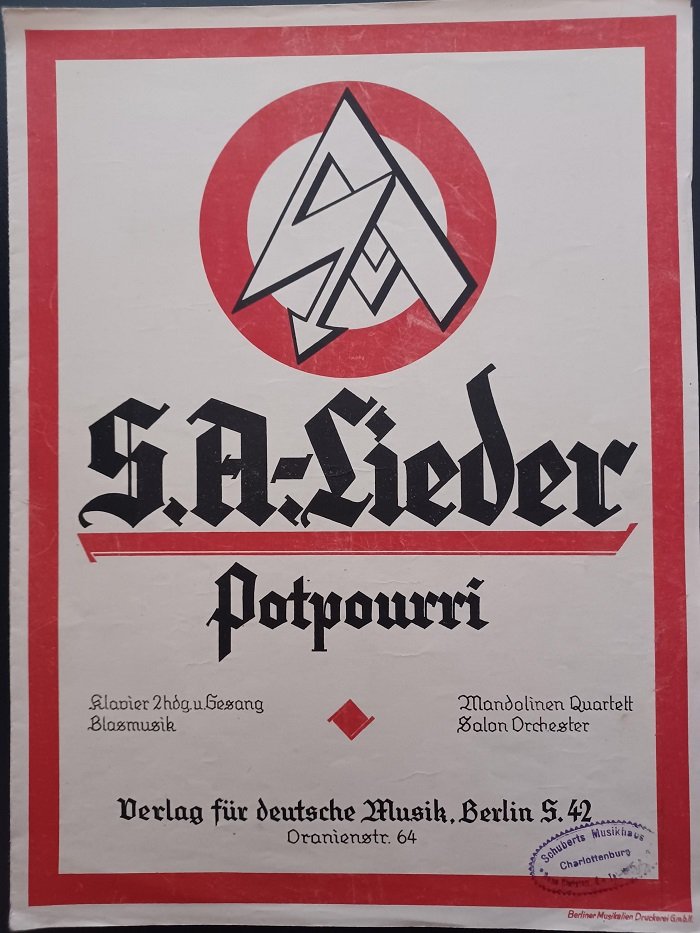 SA
S.A.-Lieder
Potpourri
Klavier 2hdg. u. Gesang
Blasmusik
Mandolinen Quartett
Salon Orchester
Verlag für deutsche Musik, Berlin S. 42
Oranienstr. 64
Schuberts Musikhaus
Charlottenburg
Berliner Musikalien Druckerei G.m.b.H.